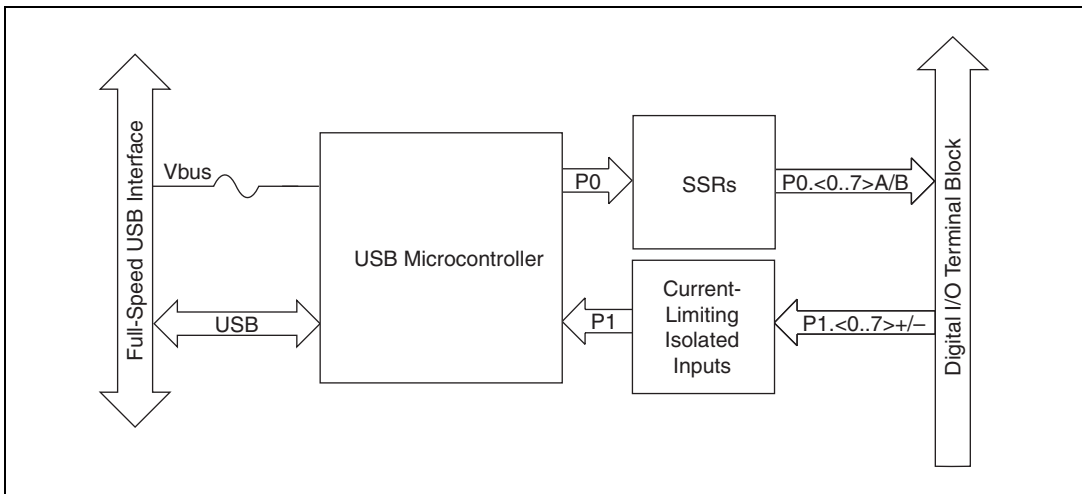 Full-Speed USB Interface
Vbus
USB
USB Microcontroller
P0
P1
SSRs
Current-
Limiting
Isolated
Inputs
P0.<0..7>A/B
P1.<0..7>+/–
Digital I/O Terminal Block